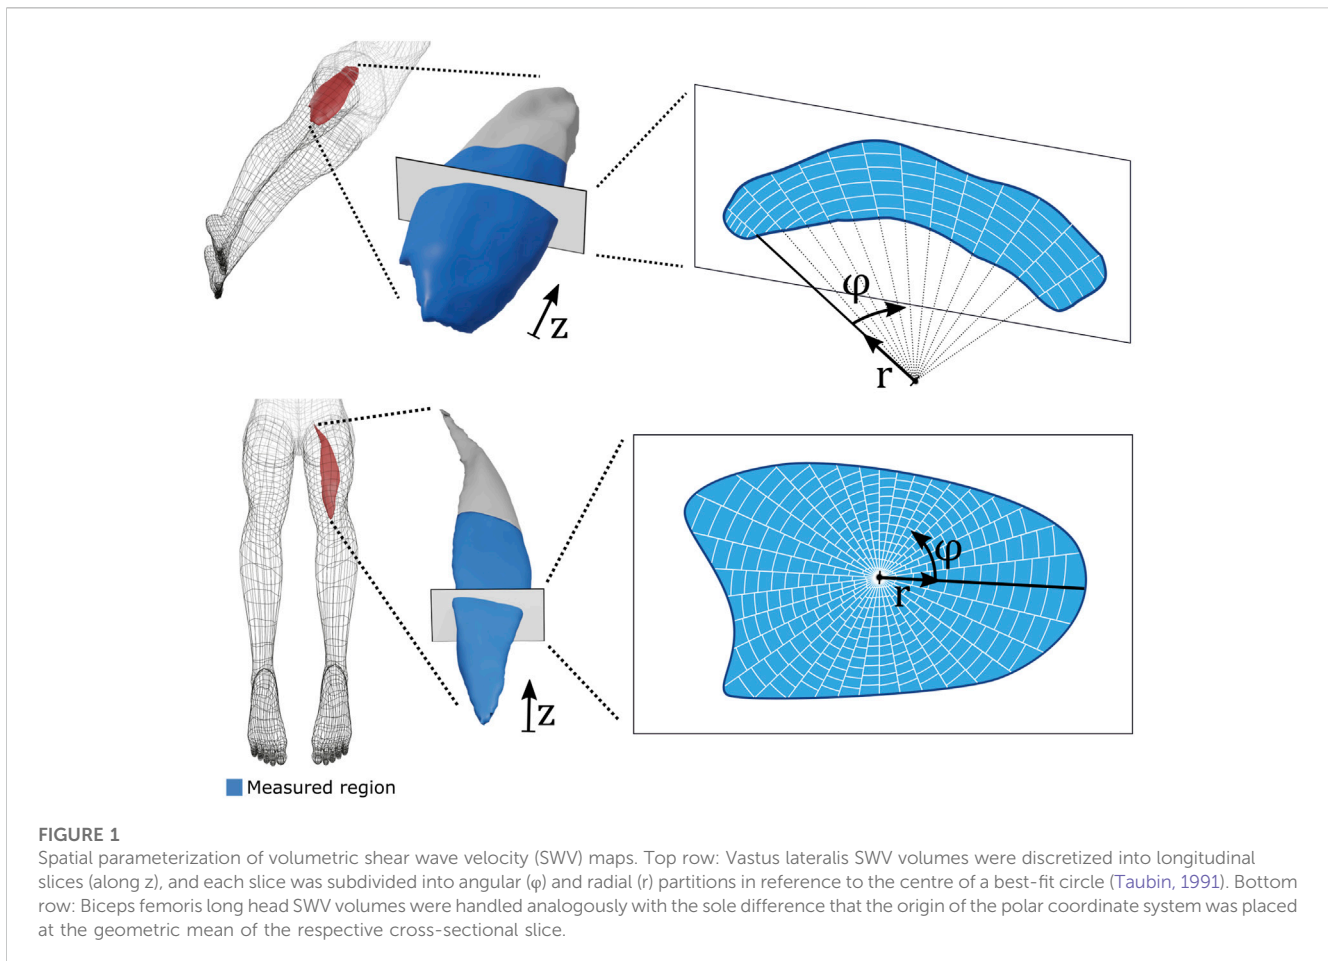 z
φ
r
z
φ
r
Measured region
FIGURE 1
Spatial parameterization of volumetric shear wave velocity (SWV) maps. Top row: Vastus lateralis SWV volumes were discretized into longitudinal
slices (along z), and each slice was subdivided into angular (φ) and radial (r) partitions in reference to the centre of a best-fit circle (Taubin, 1991). Bottom
row: Biceps femoris long head SWV volumes were handled analogously with the sole difference that the origin of the polar coordinate system was placed
at the geometric mean of the respective cross-sectional slice.